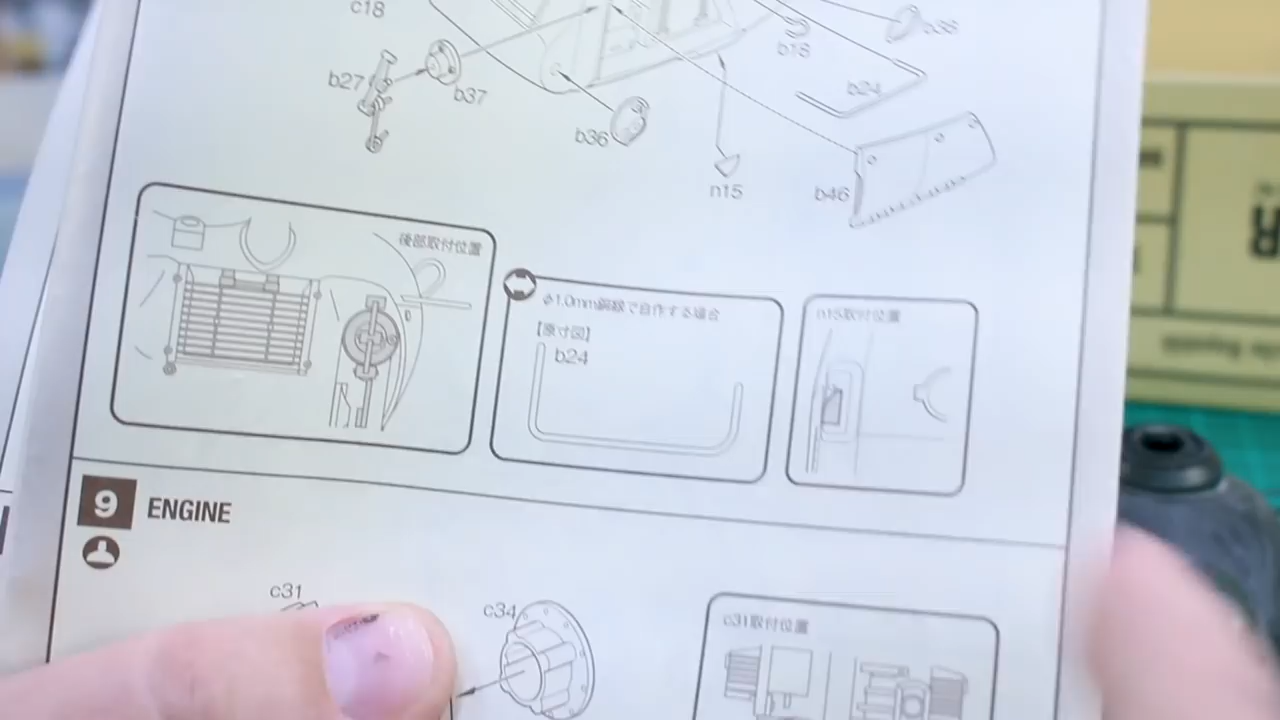 c18
b38
b18
b27
b37
b24
b36
n15
b46
後部取付位置
φ1.0mm銅線で自作する場合
【原寸図】
b24
n15取付位置
9 ENGINE
c31
c34
c31取付位置